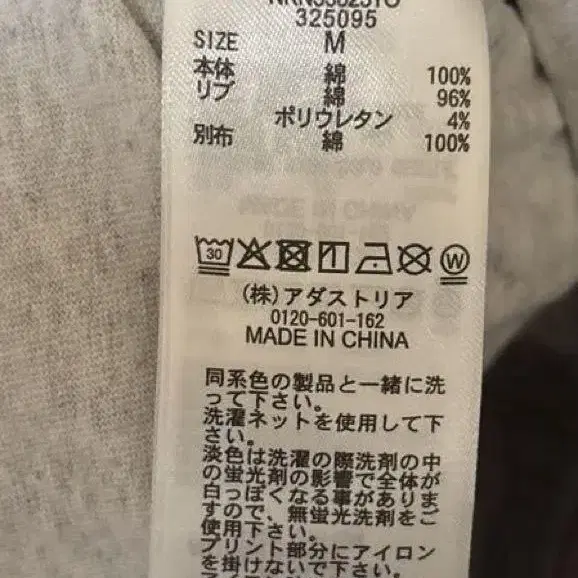 325095
SIZE M
本体 綿 100%
リブ 綿 96%
ポリウレタン 4%
別布 綿 100%
30 W
(株)アダストリア
0120-601-162
MADE IN CHINA
同系色の製品と一緒に洗
って下さい。
洗濯ネットを使用して下
さい。
淡色は洗濯の際洗剤の中
の蛍光剤の影響で全体が
白っぽくなる事がありま
すので、無蛍光洗剤をご
使用下さい。
プリント部分にアイロン
を掛けないで下さい。